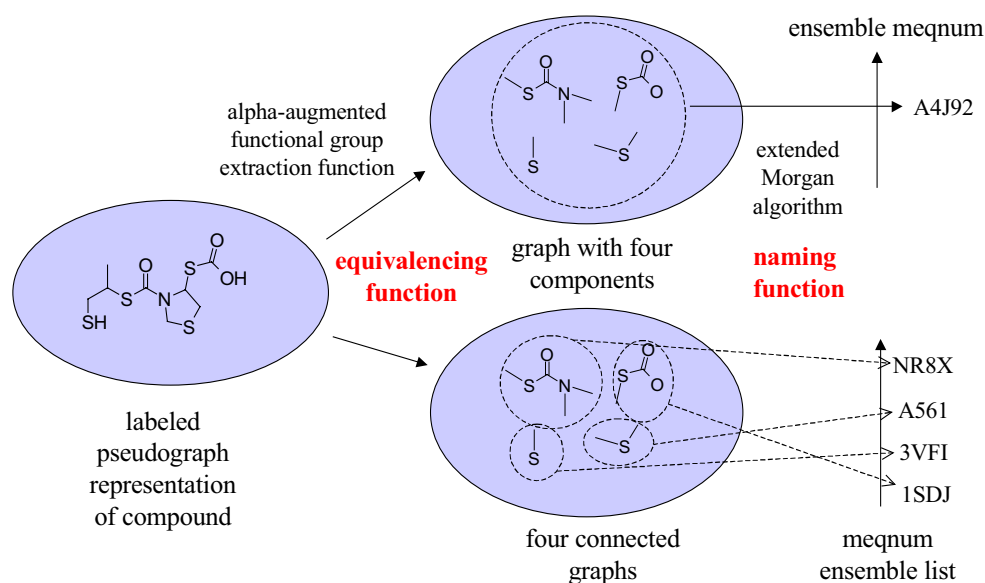 ensemble meqnum
alpha-augmented
functional group
extraction function
O
S
N
O
S
O
S
S
A4J92
extended
Morgan
algorithm
equivalencing
function
graph with four
components
naming
function
O
S
N
S
O
OH
SH
S
labeled
pseudograph
representation
of compound
O
S
N
O
S
O
S
S
NR8X
A561
3VFI
1SDJ
four connected
graphs
meqnum
ensemble list